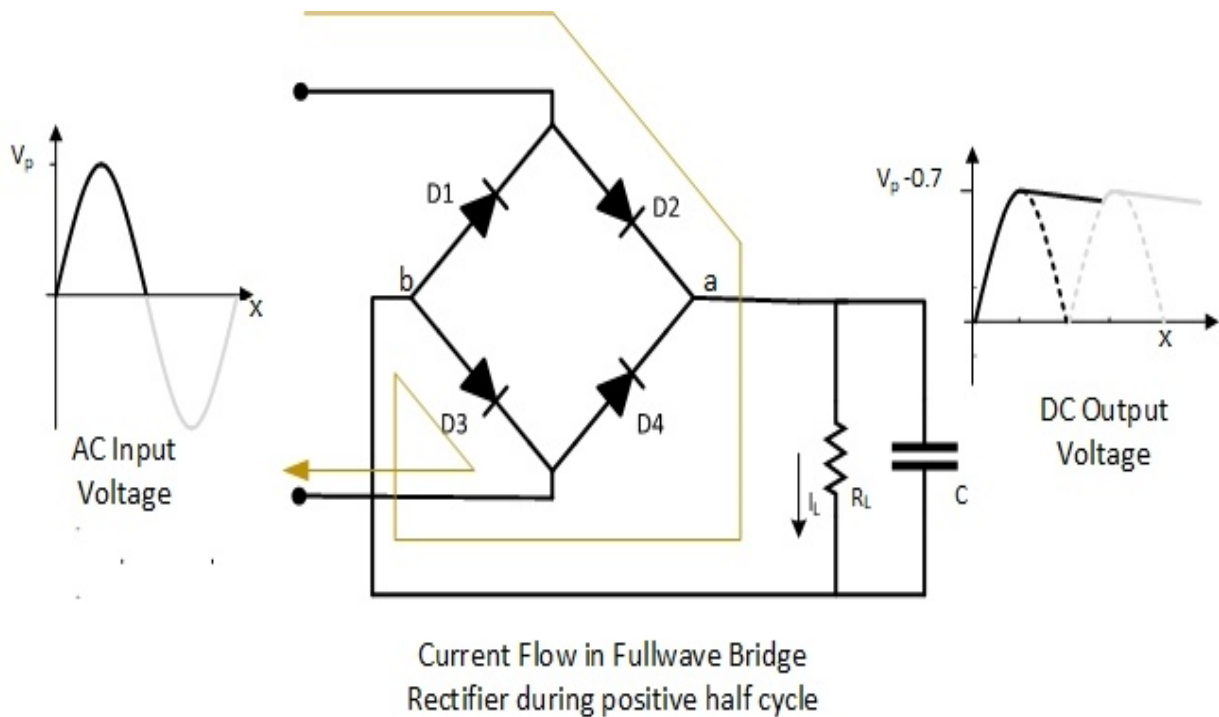 Vp
X
AC Input
Voltage
D1
D2
b
a
D3
D4
IL
RL
C
Vp -0.7
X
DC Output
Voltage
Current Flow in Fullwave Bridge
Rectifier during positive half cycle